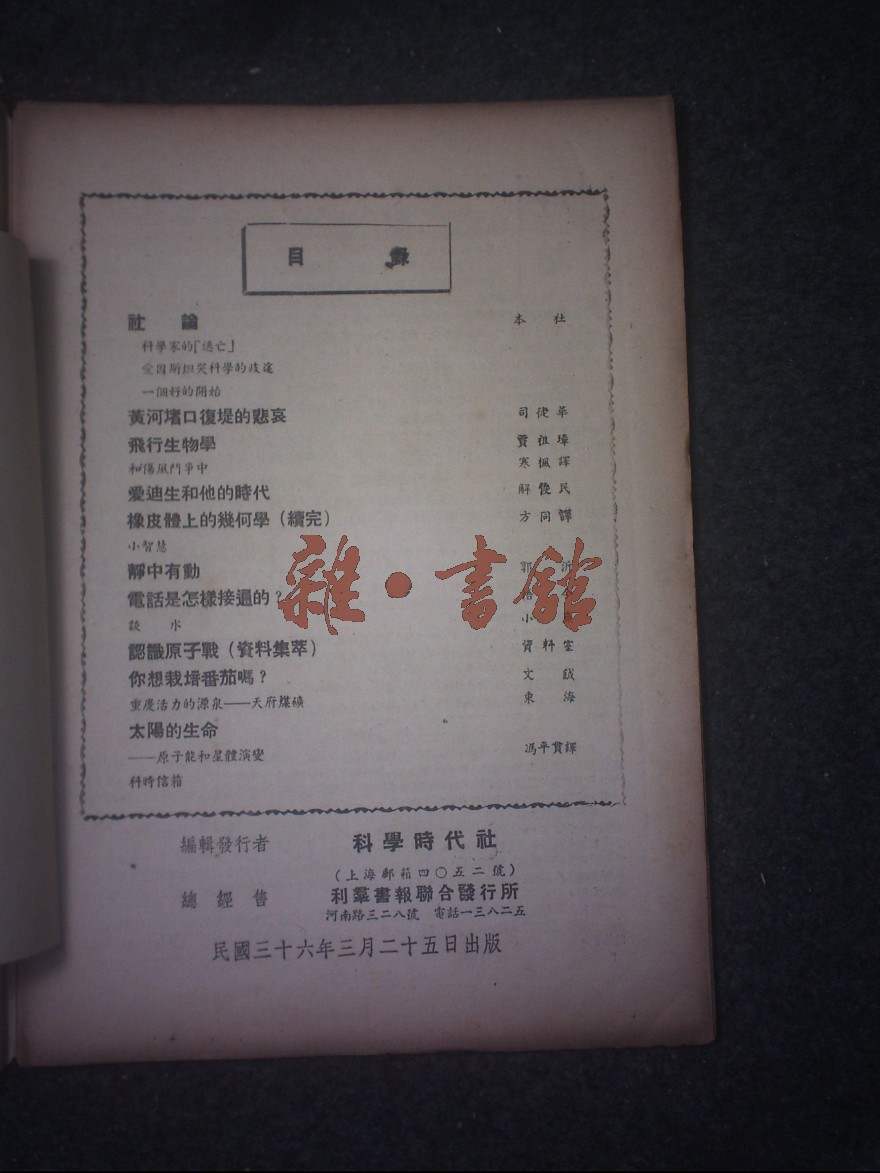 目 錄
社 論 本 社
科學家的「逃亡」
愛因斯坦哭科學的歧途
一個好的開始
黃河堵口復堤的悲哀 司徒華
飛行生物學 賈祖璋
和傷風鬥爭中 寒楓譯
愛迪生和他的時代 解俊民
橡皮體上的幾何學(續完) 方同譯
小智慧
靜中有動 郭 沂
電話是怎樣接通的?
談 水 小
認識原子戰(資料集萃) 資料室
你想栽培番茄嗎? 文
重慶活力的源泉——天府煤礦 東 海
太陽的生命
——原子能和星體演變 馮平貫譯
科時信箱
編輯發行者 科學時代社
(上海郵箱四〇五二號)
總經售 利羣書報聯合發行所
河南路三二八號 電話一三八二五
民國三十六年三月二十五日出版
雜·書館